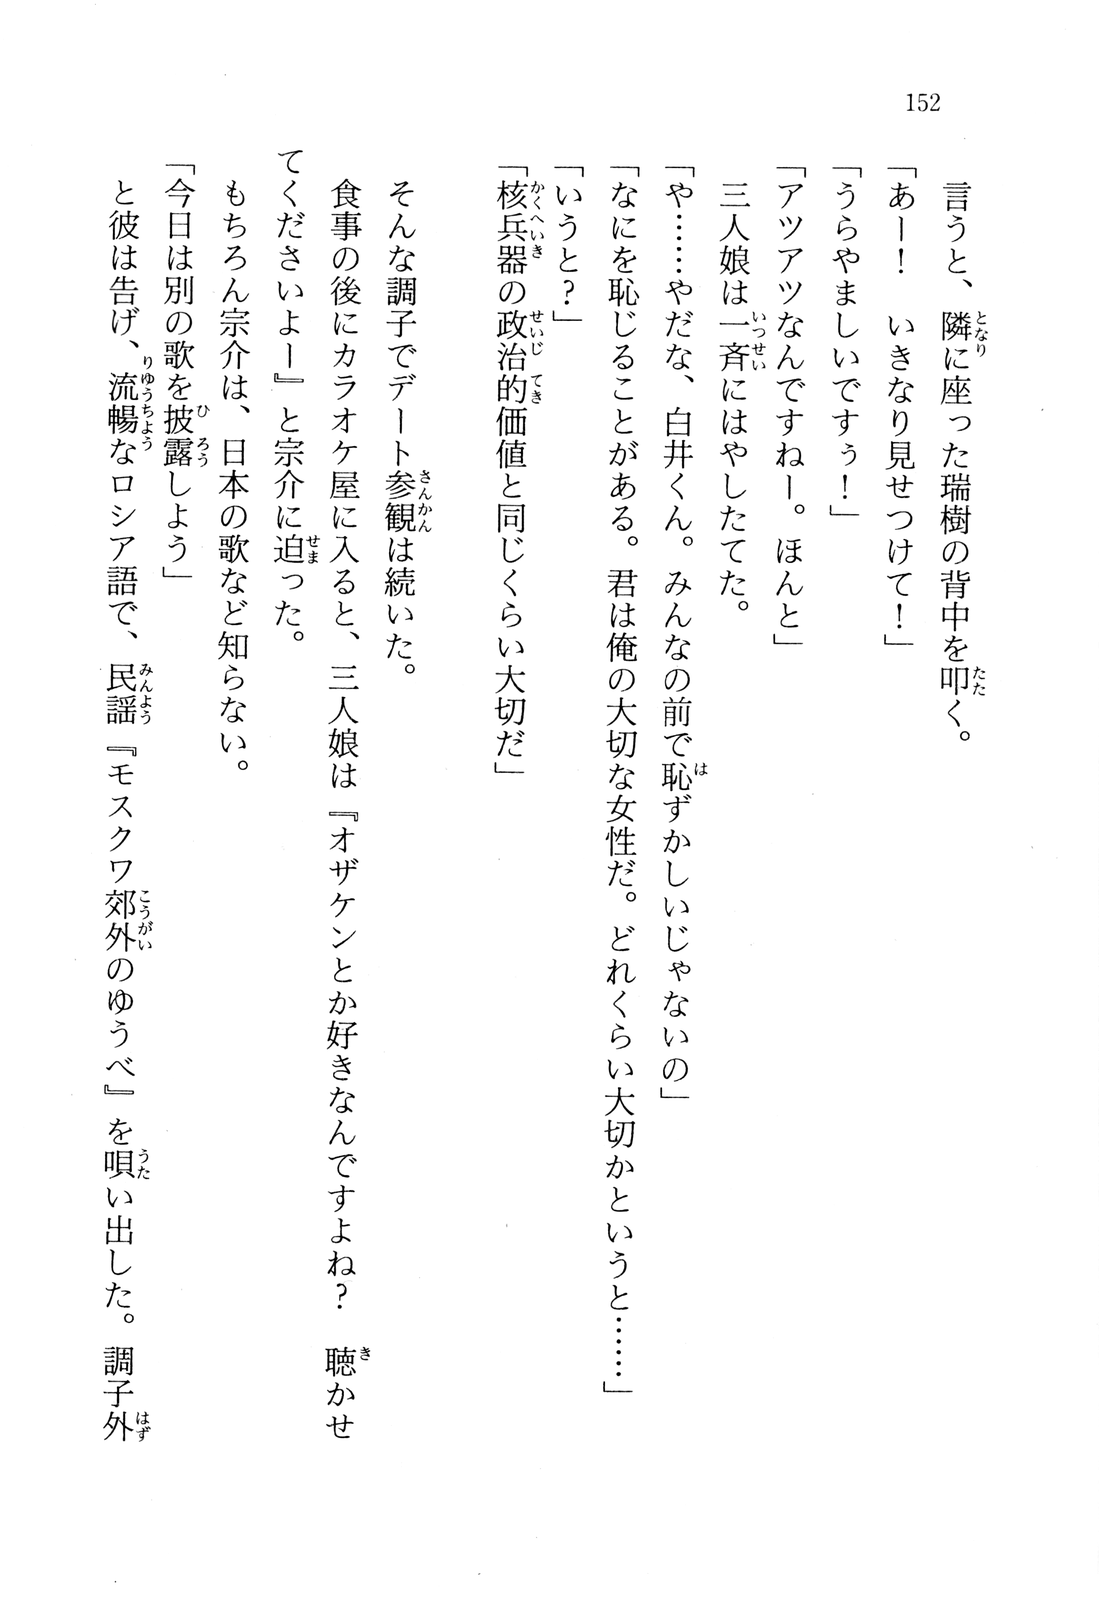 152
言うと、隣に座った瑞樹の背中を叩く。
「あー！　いきなり見せつけて！」
「うらやましいですぅ！」
「アツアツなんですねー。ほんと」
三人娘は一斉にはやしたてた。
「や……やだな、白井くん。みんなの前で恥ずかしいじゃないの」
「なにを恥じることがある。君は俺の大切な女性だ。どれくらい大切かというと……」
「いうと？」
「核兵器の政治的価値と同じくらい大切だ」
そんな調子でデート参観は続いた。
食事の後にカラオケ屋に入ると、三人娘は『オザケンとか好きなんですよね？　聴かせ
てくださいよー』と宗介に迫った。
もちろん宗介は、日本の歌など知らない。
「今日は別の歌を披露しよう」
と彼は告げ、流暢なロシア語で、民謡『モスクワ郊外のゆうべ』を唄い出した。調子外